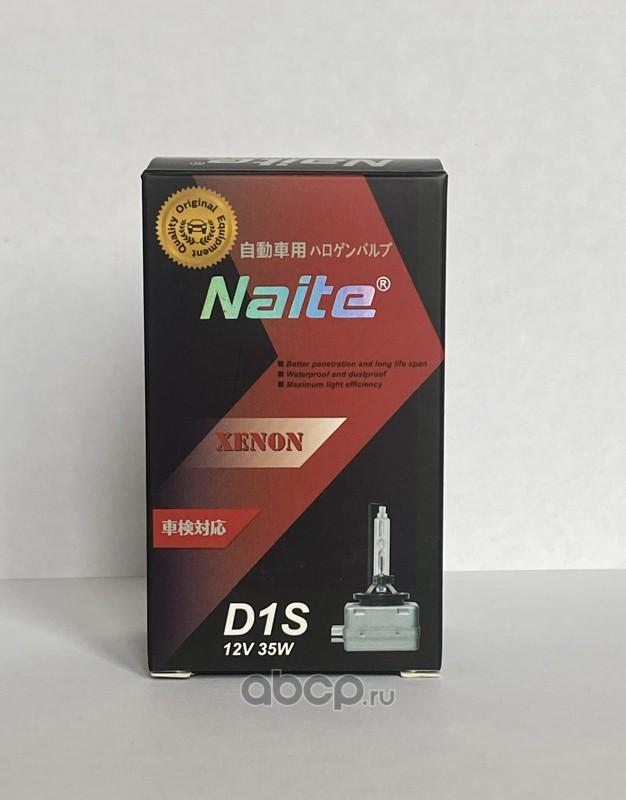 Naite®
Original Equipment Quality
自動車用 ハロゲンバルブ
Naite®
Better penetration and long life span
Waterproof and dustproof
Maximum light efficiency
XENON
車検対応
D1S
12V 35W
abcp.ru